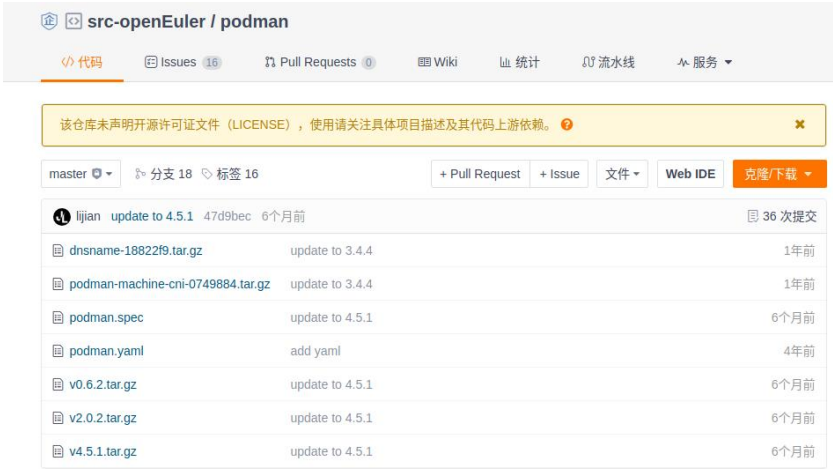 src-openEuler / podman
代码 Issues 16 Pull Requests 0 Wiki 统计 流水线 服务
该仓库未声明开源许可证文件（LICENSE），使用请关注具体项目描述及其代码上游依赖。
master 分支 18 标签 16 + Pull Request + Issue 文件 Web IDE 克隆/下载
lijian update to 4.5.1 47d9bec 6个月前 36 次提交
dnsname-18822f9.tar.gz update to 3.4.4 1年前
podman-machine-cni-0749884.tar.gz update to 3.4.4 1年前
podman.spec update to 4.5.1 6个月前
podman.yaml add yaml 4年前
v0.6.2.tar.gz update to 4.5.1 6个月前
v2.0.2.tar.gz update to 4.5.1 6个月前
v4.5.1.tar.gz update to 4.5.1 6个月前